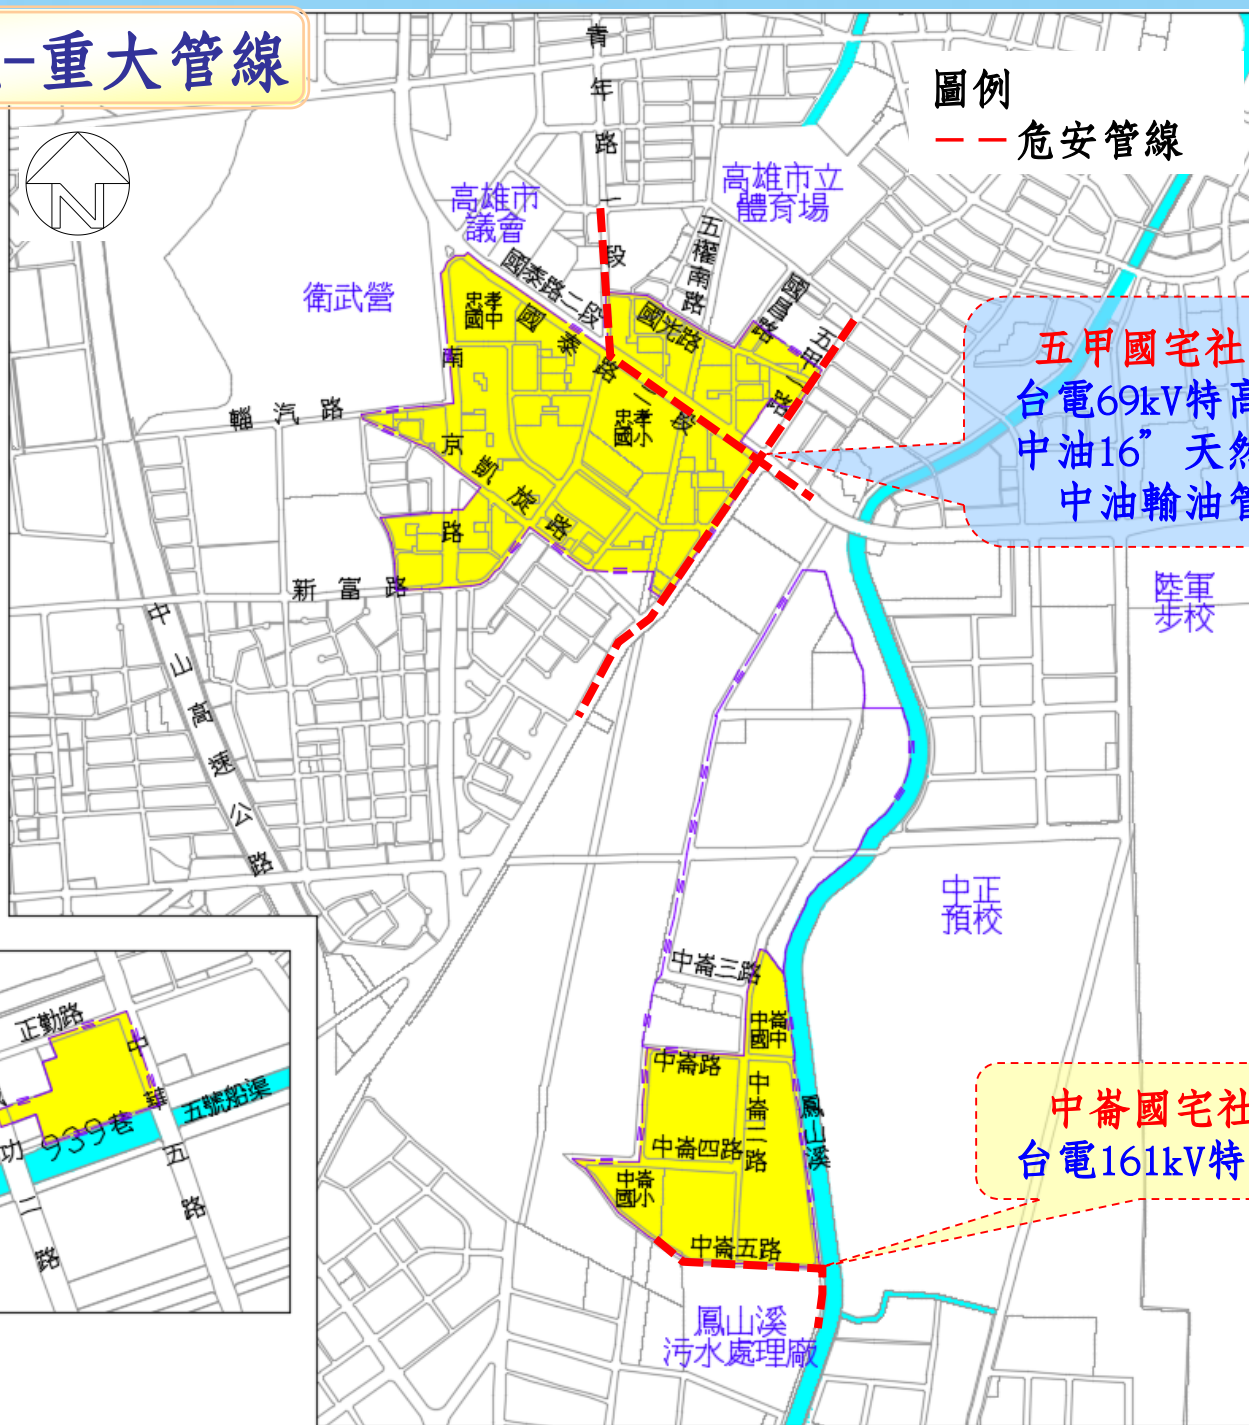 -重大管線
圖例
危安管線
青年路一段
高雄市
議會
高雄市立
體育場
五權南路
國泰路二段
國光路
國昌路
五甲一路
衛武營
忠孝
國中
國泰路二段
忠孝
國小
南京路
輜汽路
凱旋路
新富路
中山高速公路
五甲國宅社
台電69kV特高
中油16” 天然
中油輸油管
陸軍
步校
中正
預校
中崙三路
中崙
國中
中崙路
中崙二路
中崙四路
中崙
國小
中崙五路
鳳山溪
中崙國宅社
台電161kV特
鳳山溪
污水處理廠
正勤路
中華五路
五號船渠
功二路
939巷